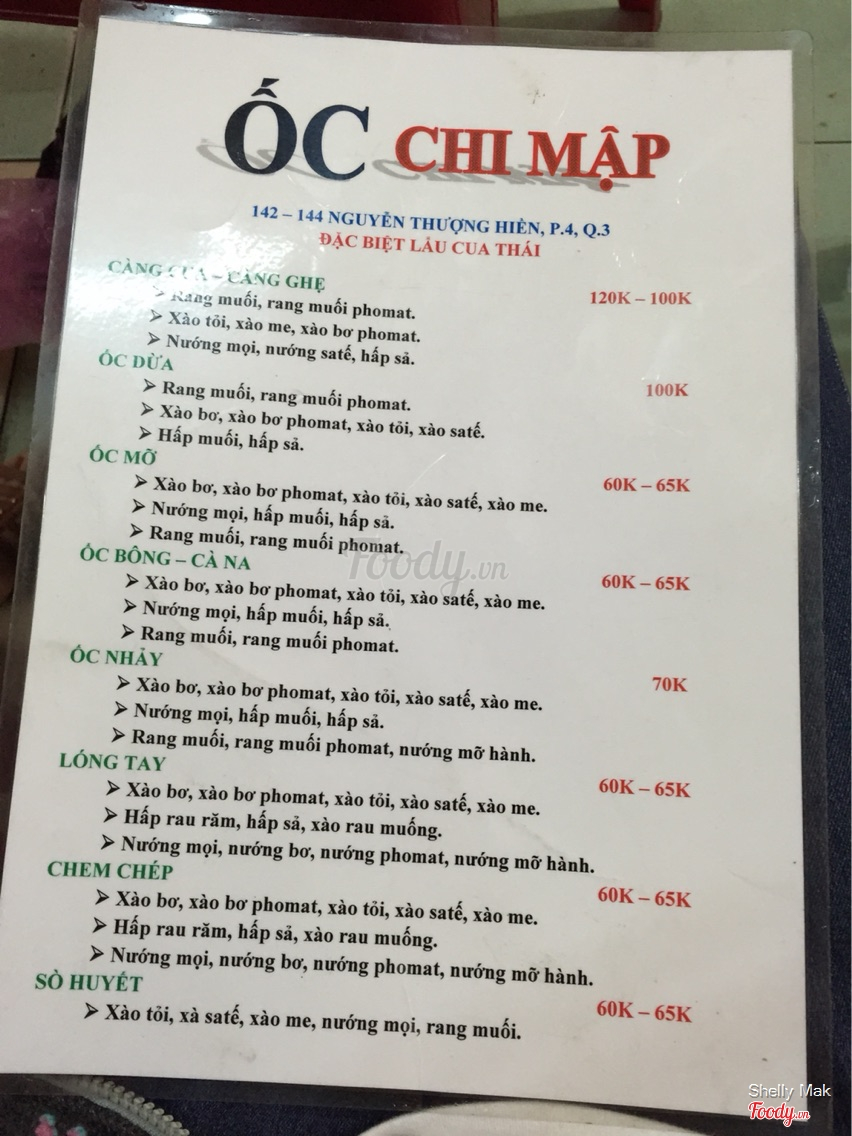 ỐC CHI MẬP
142 – 144 NGUYỄN THƯỢNG HIỀN, P.4, Q.3
ĐẶC BIỆT LẨU CUA THÁI
CÀNG CUA – CÀNG GHẸ 120K – 100K
➢ Rang muối, rang muối phomat.
➢ Xào tỏi, xào me, xào bơ phomat.
➢ Nướng mọi, nướng satế, hấp sả.
ỐC DỪA 100K
➢ Rang muối, rang muối phomat.
➢ Xào bơ, xào bơ phomat, xào tỏi, xào satế.
➢ Hấp muối, hấp sả.
ỐC MỠ 60K – 65K
➢ Xào bơ, xào bơ phomat, xào tỏi, xào satế, xào me.
➢ Nướng mọi, hấp muối, hấp sả.
➢ Rang muối, rang muối phomat.
ỐC BÔNG – CÀ NA 60K – 65K
➢ Xào bơ, xào bơ phomat, xào tỏi, xào satế, xào me.
➢ Nướng mọi, hấp muối, hấp sả.
➢ Rang muối, rang muối phomat.
ỐC NHẢY 70K
➢ Xào bơ, xào bơ phomat, xào tỏi, xào satế, xào me.
➢ Nướng mọi, hấp muối, hấp sả.
➢ Rang muối, rang muối phomat, nướng mỡ hành.
LÓNG TAY 60K – 65K
➢ Xào bơ, xào bơ phomat, xào tỏi, xào satế, xào me.
➢ Hấp rau răm, hấp sả, xào rau muống.
➢ Nướng mọi, nướng bơ, nướng phomat, nướng mỡ hành.
CHEM CHÉP 60K – 65K
➢ Xào bơ, xào bơ phomat, xào tỏi, xào satế, xào me.
➢ Hấp rau răm, hấp sả, xào rau muống.
➢ Nướng mọi, nướng bơ, nướng phomat, nướng mỡ hành.
SÒ HUYẾT 60K – 65K
➢ Xào tỏi, xà satế, xào me, nướng mọi, rang muối.
Foody.vn
Shelly Mak
Foody.vn